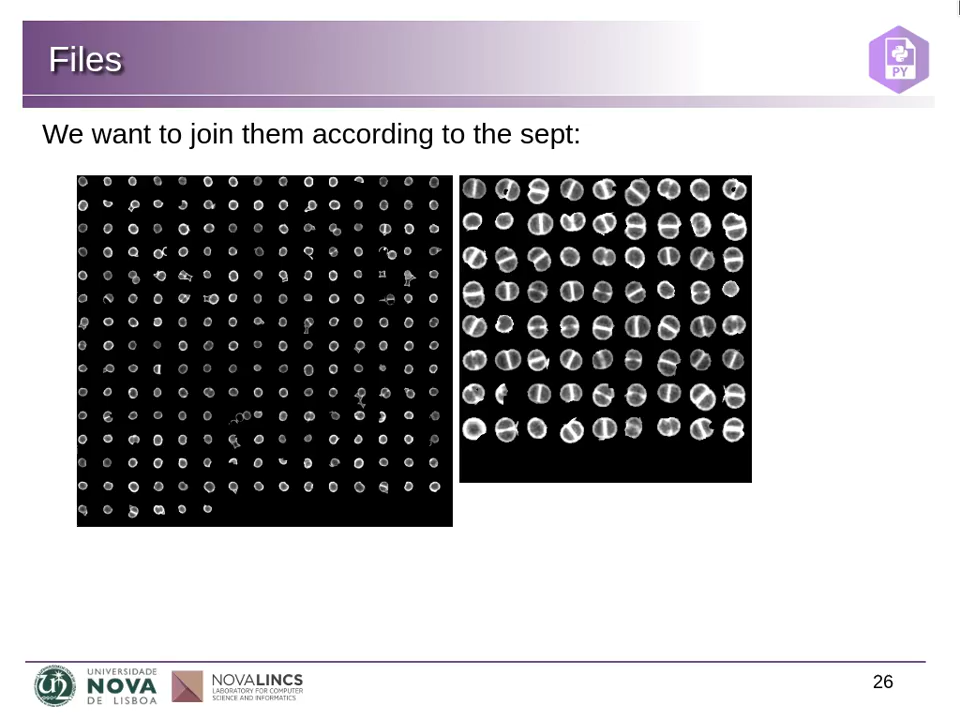 Files
PY
We want to join them according to the sept:
UNIVERSIDADE
NOVA
DE LISBOA
NOVALINCS
LABORATORY FOR COMPUTER
SCIENCE AND INFORMATICS
26